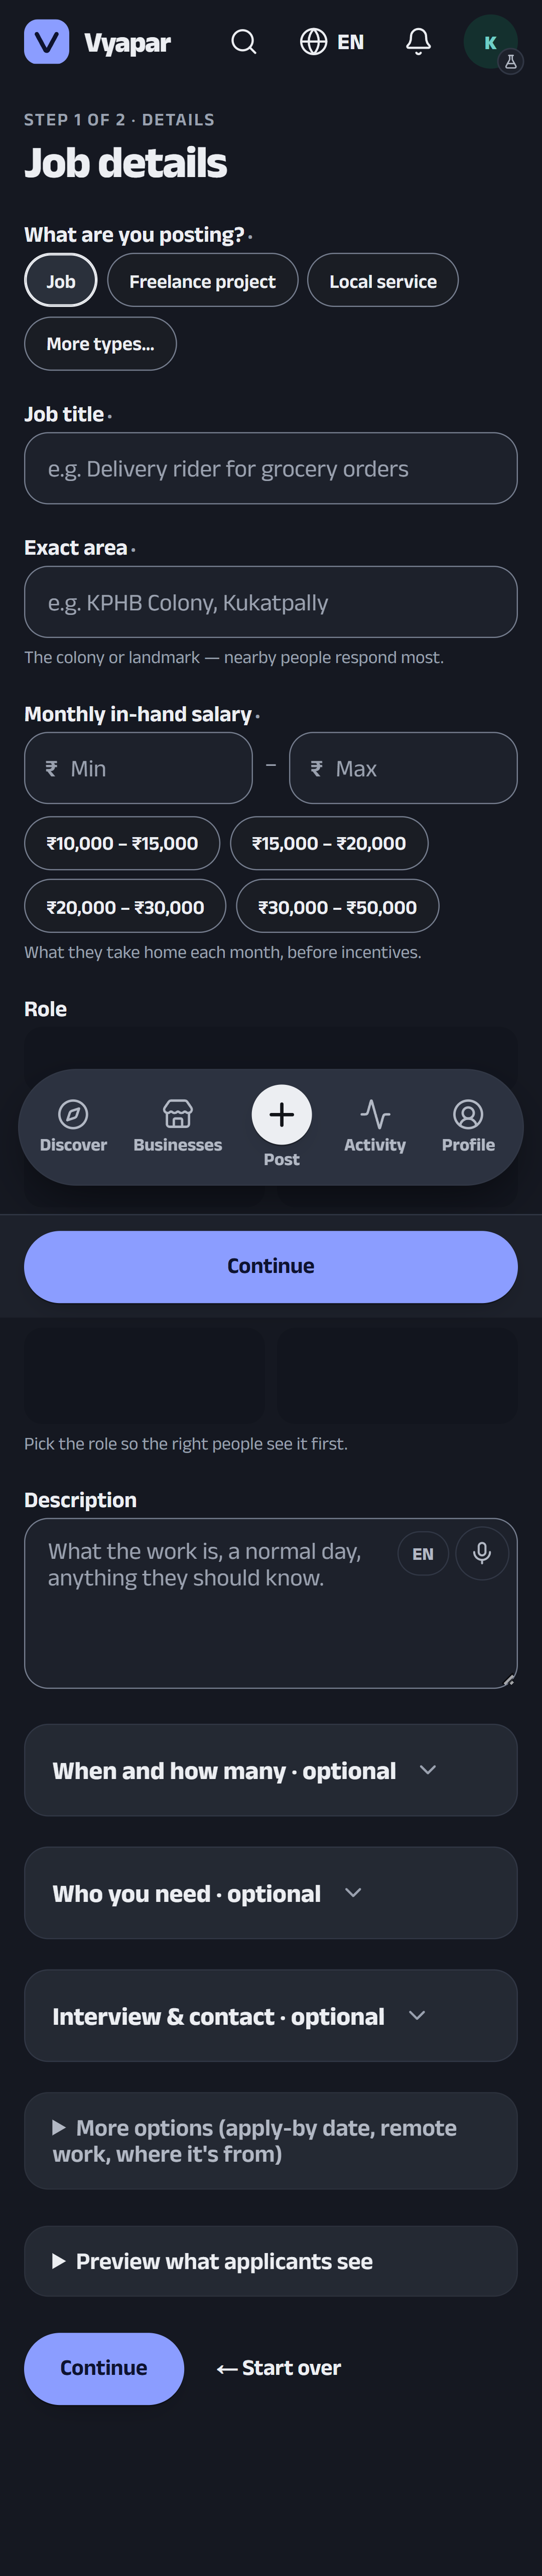 Vyapar
EN
K
STEP 1 OF 2 · DETAILS
Job details
What are you posting? ·
Job
Freelance project
Local service
More types...
Job title ·
e.g. Delivery rider for grocery orders
Exact area ·
e.g. KPHB Colony, Kukatpally
The colony or landmark — nearby people respond most.
Monthly in-hand salary ·
₹ Min – ₹ Max
₹10,000 – ₹15,000
₹15,000 – ₹20,000
₹20,000 – ₹30,000
₹30,000 – ₹50,000
What they take home each month, before incentives.
Role
Discover
Businesses
Post
Activity
Profile
Continue
Pick the role so the right people see it first.
Description
What the work is, a normal day,
anything they should know.
EN
When and how many · optional
Who you need · optional
Interview & contact · optional
▶ More options (apply-by date, remote
work, where it's from)
▶ Preview what applicants see
Continue
← Start over